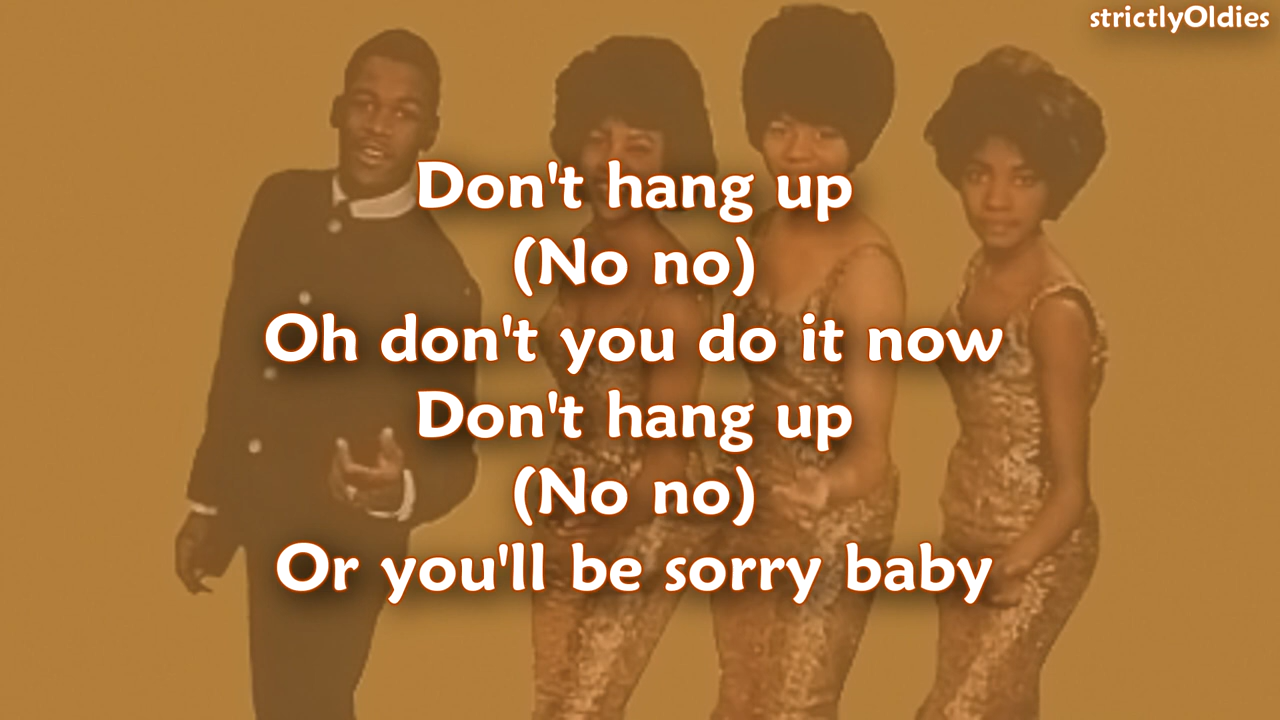 strictlyOldies
Don't hang up
(No no)
Oh don't you do it now
Don't hang up
(No no)
Or you'll be sorry baby